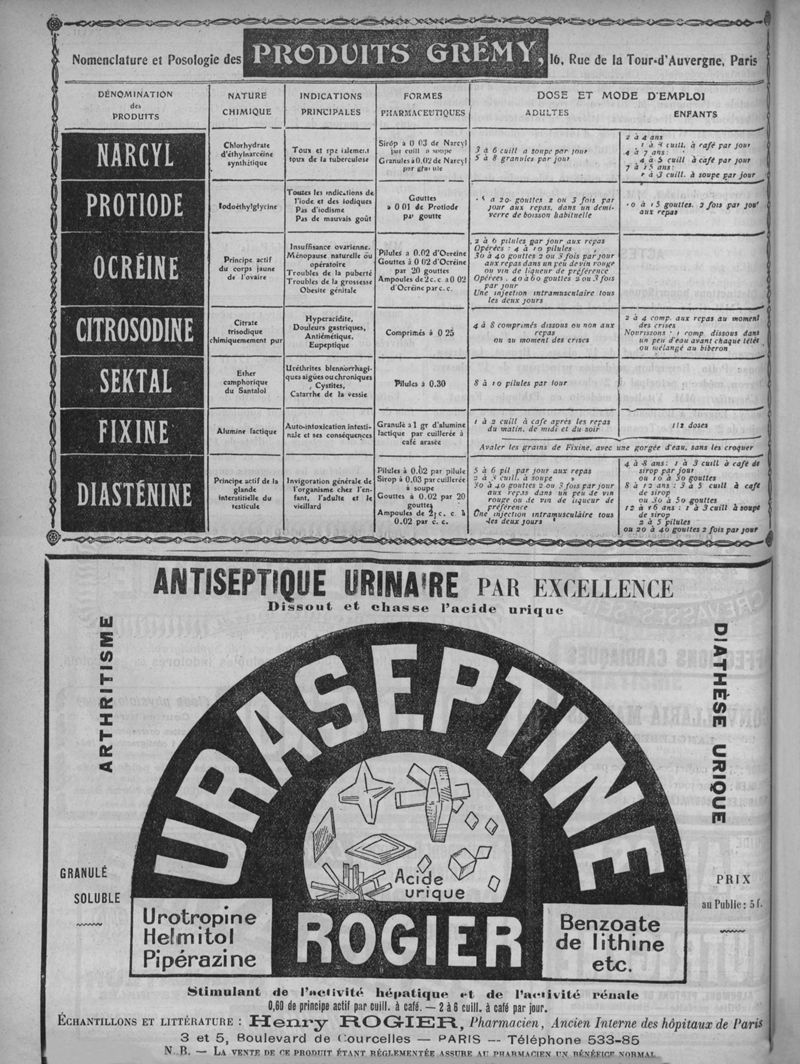 Nomenclature et Posologie des PRODUITS GRÉMY, 16, Rue de la Tour-d'Auvergne, Paris
DÉNOMINATION des PRODUITS
NATURE CHIMIQUE
INDICATIONS PRINCIPALES
FORMES PHARMACEUTIQUES
DOSE ET MODE D'EMPLOI
ADULTES
ENFANTS
NARCYL
Chlorhydrate
d'éthylnarcéine
synthétique
Toux et
toux de la tuberculose
Sirop à 0 03 de Narcyl
par cuill à soupe
Granules à 0.02 de Narcyl
par granule
3 à 6 cuill à soupe par jour
5 à 8 granules par jour
2 à 4 ans
cuill. à café par jour
4 à 7 ans:
4 à 5 cuill à café par jour
7 à 15 ans:
à 3 cuill. à soupe par jour
PROTIODE
Iodoéthylglycine
Toutes les indications de
l'iode et des iodiques
Pas d'iodisme
Pas de mauvais goût
Gouttes
à 0 01 de Protiode
par goutte
à 20 gouttes 2 ou 3 fois par
jour aux repas, dans un demi-
verre de boisson habituelle
à 15 gouttes, 2 fois par jour
aux repas
OCRÉINE
Principe actif
du corps jaune
de l'ovaire
Insuffisance ovarienne.
Ménopause naturelle ou
opératoire
Troubles de la puberté
Troubles de la grossesse
Obesité génitale
Pilules à 0.02 d'Ocréine
Gouttes à 0 02 d'Ocréine
par 20 gouttes
Ampoules de 2 c. c. à 0 02
d'Ocréine par c. c.
2 à 6 pilules par jour aux repas
Opérées : 4 à 10 pilules
30 à 40 gouttes 2 ou 3 fois par jour
aux repas dans un peu de vin rouge
ou vin de liqueur de préférence
Opérées, 40 à 60 gouttes 2 ou 3 fois
par jour
Une injection intramusculaire tous
les deux jours
CITROSODINE
Citrate
trisodique
chimiquement pur
Hyperacidite,
Douleurs gastriques,
Antiémétique,
Eupeptique
Comprimés à 0 25
4 à 8 comprimés dissous ou non aux
repas
ou au moment des crises
2 à 4 comp. aux repas au moment
des crises
Nourissons : 1 comp. dissous dans
un peu d'eau avant chaque tétée
ou mélangé au biberon
SEKTAL
Ether
camphorique
du Santalol
Uréthrites blennorrhagi-
ques aigües ou chroniques
Cystites,
Catarrhe de la vessie
Pilules à 0.30
8 à 10 pilules par jour
FIXINE
Alumine lactique
Auto-intoxication intesti-
nale et ses conséquences
Granulé à 1 gr d'alumine
lactique par cuillerée à
café arasée
1 à 2 cuill à café après les repas
du matin, de midi et du soir
1/2 doses
Avaler les grains de Fixine, avec une gorgée d'eau, sans les croquer
DIASTÉNINE
Principe actif de la
glande
interstitielle du
testicule
Invigoration générale de
l'organisme chez l'en-
fant, l'adulte et le
vieillard
Pilules à 0.02 par pilule
Sirop à 0.03 par cuillerée
à soupe
Gouttes à 0.02 par 20
gouttes
Ampoules de 2 c. c. à
0.02 par c. c.
5 à 6 pil par jour aux repas
2 à 3 cuill. à soupe
30 à 40 gouttes 2 ou 3 fois par jour
aux repas dans un peu de vin
rouge ou de vin de liqueur de
préférence
Une injection intramusculaire tous
les deux jours
4 à 8 ans: 1 à 3 cuill à café de
sirop par jour
ou 10 à 30 gouttes
8 à 12 ans : 3 à 5 cuill à café
de sirop
ou 30 à 50 gouttes
12 à 16 ans : 1 à 3 cuill à soupe
de sirop
2 à 5 pilules
ou 20 à 40 gouttes 2 fois par jour
ANTISEPTIQUE URINAIRE PAR EXCELLENCE
Dissout et chasse l'acide urique
ARTHRITISME
DIATHÈSE URIQUE
URASEPTINE
Acide
urique
GRANULÉ
SOLUBLE
PRIX
au Public: 5 f.
Urotropine
Helmitol
Pipérazine
ROGIER
Benzoate
de lithine
etc.
Stimulant de l'activité hépatique et de l'activité rénale
0,60 de principe actif par cuill. à café. — 2 à 6 cuill. à café par jour.
ÉCHANTILLONS ET LITTÉRATURE : Henry ROGIER, Pharmacien, Ancien Interne des hôpitaux de Paris
3 et 5, Boulevard de Courcelles — PARIS — Téléphone 533-85
N. B. — LA VENTE DE CE PRODUIT ÉTANT RÉGLEMENTÉE ASSURE AU PHARMACIEN UN BÉNÉFICE NORMAL